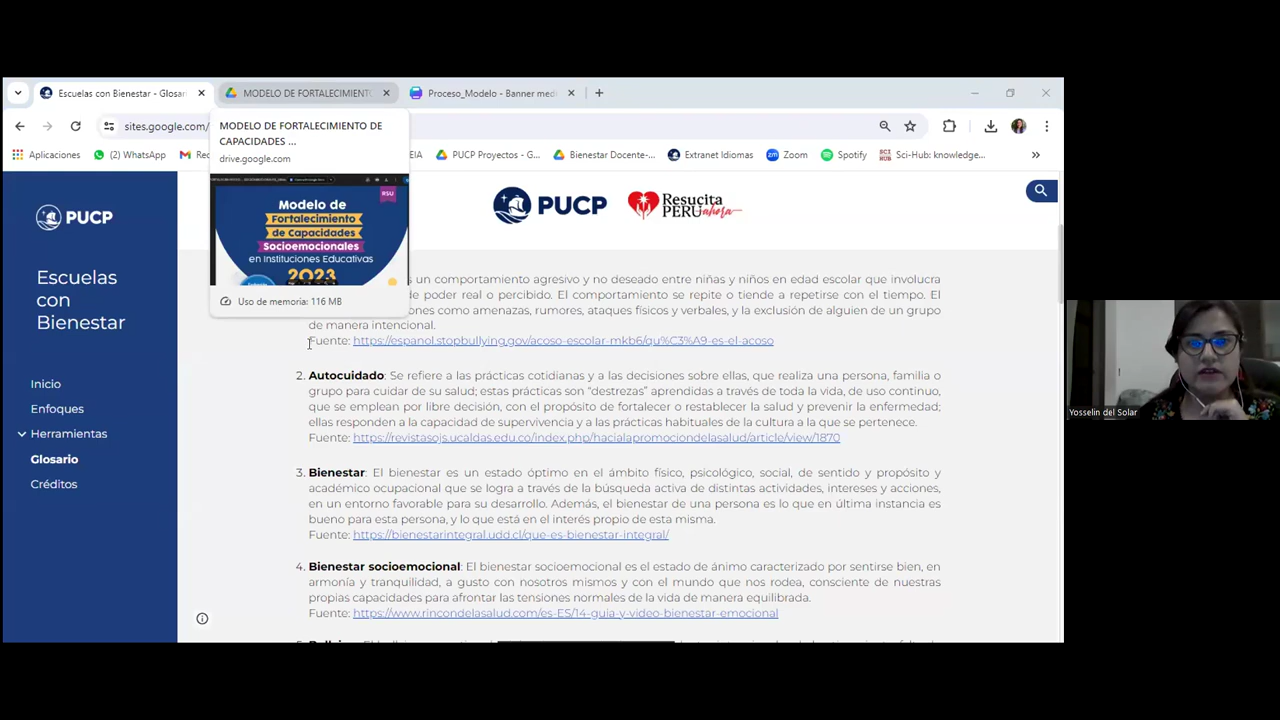 Escuelas con Bienestar - Glosar
MODELO DE FORTALECIMIENT
Proceso_Modelo - Banner med
sites.google.com/
MODELO DE FORTALECIMIENTO DE
CAPACIDADES ...
drive.google.com
Aplicaciones
(2) WhatsApp
Rec
EIA
PUCP Proyectos - G...
Bienestar Docente-...
Extranet Idiomas
Zoom
Spotify
SCI HUB
Sci-Hub: knowledge...
»
RSU
Modelo de
Fortalecimiento
de Capacidades
Socioemocionales
en Instituciones Educativas
2023
Uso de memoria: 116 MB
PUCP
Escuelas
con
Bienestar
Inicio
Enfoques
Herramientas
Glosario
Créditos
PUCP
Resucita
PERÚ ahora
s un comportamiento agresivo y no deseado entre niñas y niños en edad escolar que involucra
de poder real o percibido. El comportamiento se repite o tiende a repetirse con el tiempo. El
iones como amenazas, rumores, ataques físicos y verbales, y la exclusión de alguien de un grupo
de manera intencional.
Fuente: https://espanol.stopbullying.gov/acoso-escolar-mkb6/qu%C3%A9-es-el-acoso
2. Autocuidado: Se refiere a las prácticas cotidianas y a las decisiones sobre ellas, que realiza una persona, familia o
grupo para cuidar de su salud; estas prácticas son “destrezas” aprendidas a través de toda la vida, de uso continuo,
que se emplean por libre decisión, con el propósito de fortalecer o restablecer la salud y prevenir la enfermedad;
ellas responden a la capacidad de supervivencia y a las prácticas habituales de la cultura a la que se pertenece.
Fuente: https://revistasojs.ucaldas.edu.co/index.php/hacialapromociondelasalud/article/view/1870
3. Bienestar: El bienestar es un estado óptimo en el ámbito físico, psicológico, social, de sentido y propósito y
académico ocupacional que se logra a través de la búsqueda activa de distintas actividades, intereses y acciones,
en un entorno favorable para su desarrollo. Además, el bienestar de una persona es lo que en última instancia es
bueno para esta persona, y lo que está en el interés propio de esta misma.
Fuente: https://bienestarintegral.udd.cl/que-es-bienestar-integral/
4. Bienestar socioemocional: El bienestar socioemocional es el estado de ánimo caracterizado por sentirse bien, en
armonía y tranquilidad, a gusto con nosotros mismos y con el mundo que nos rodea, consciente de nuestras
propias capacidades para afrontar las tensiones normales de la vida de manera equilibrada.
Fuente: https://www.rincondelasalud.com/es-ES/14-guia-y-video-bienestar-emocional
Yosselin del Solar